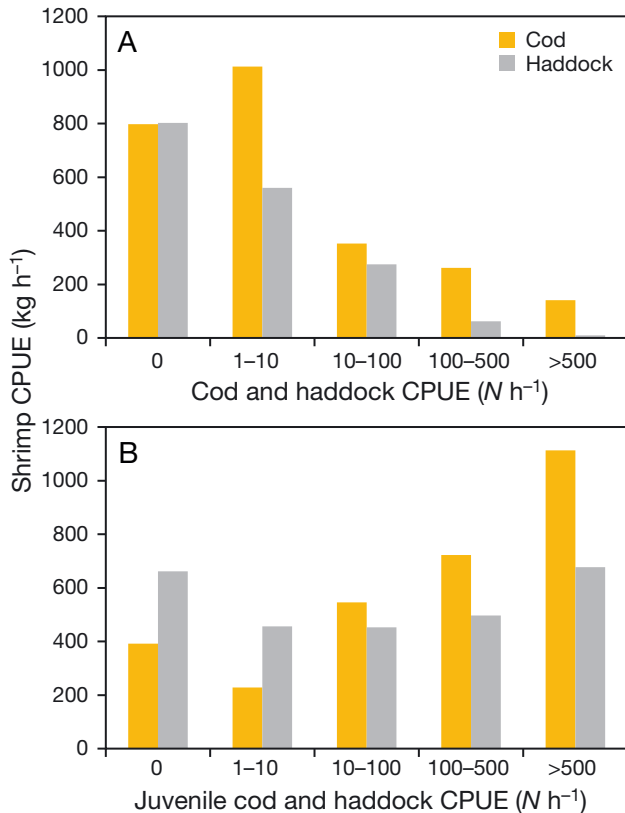 1200
A
Cod
Haddock
1000
800
600
400
200
0
0 1–10 10–100 100–500 >500
Cod and haddock CPUE (N h⁻¹)
Shrimp CPUE (kg h⁻¹)
1200
B
1000
800
600
400
200
0
0 1–10 10–100 100–500 >500
Juvenile cod and haddock CPUE (N h⁻¹)